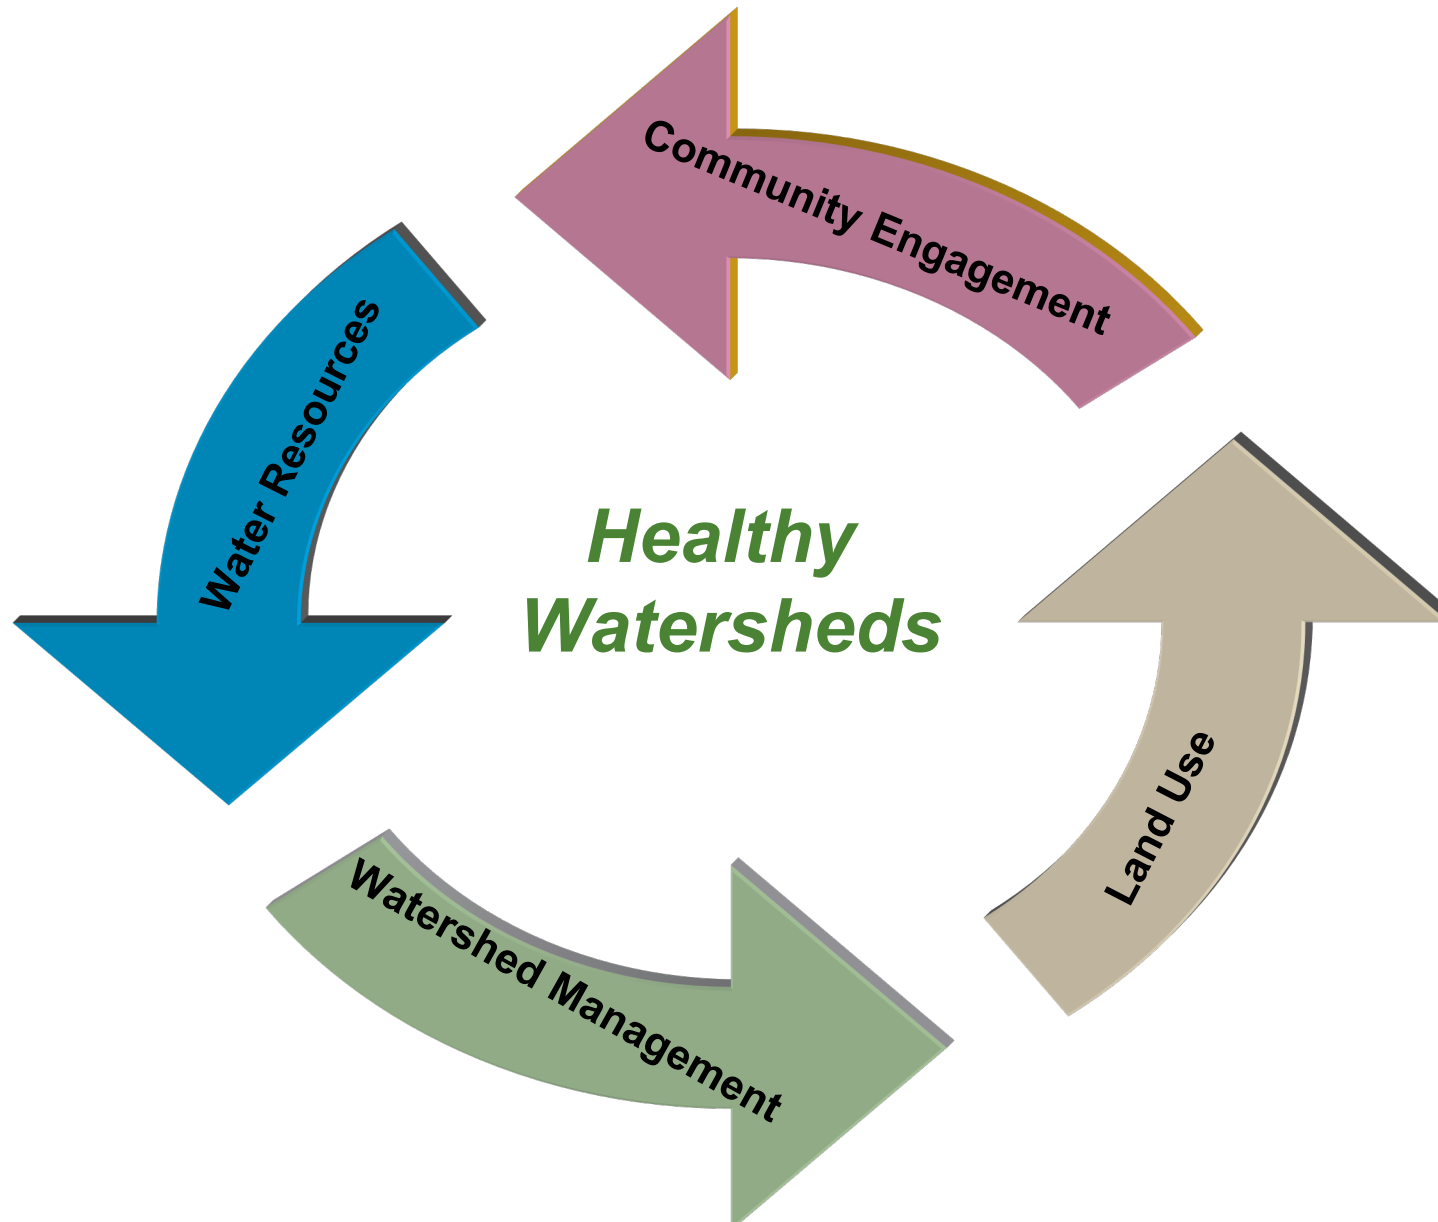 Community Engagement
Water Resources
Healthy
Watersheds
Land Use
Watershed Management